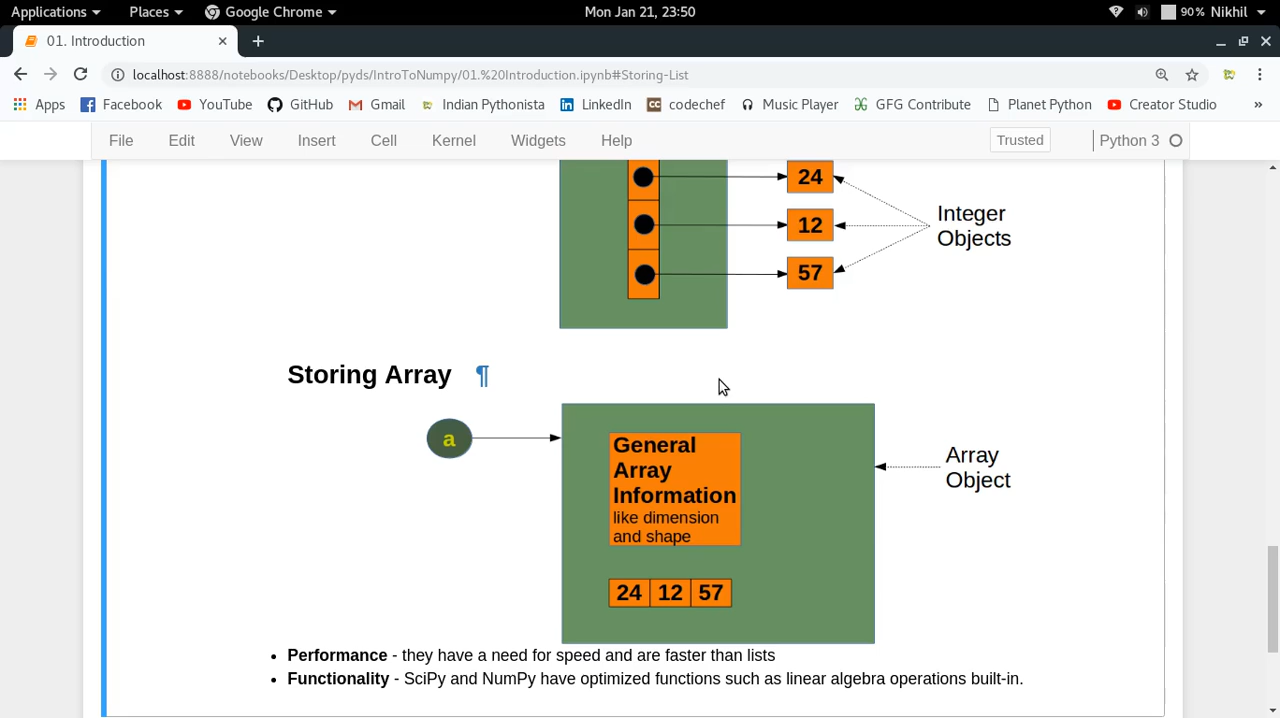 Applications Places Google Chrome Mon Jan 21, 23:50 90% Nikhil
01. Introduction
localhost:8888/notebooks/Desktop/pyds/IntroToNumpy/01.%20Introduction.ipynb#Storing-List
Apps Facebook YouTube GitHub Gmail Indian Pythonista LinkedIn codechef Music Player GFG Contribute Planet Python Creator Studio »
File Edit View Insert Cell Kernel Widgets Help Trusted Python 3
24
12
57
Integer
Objects
Storing Array ¶
a
General
Array
Information
like dimension
and shape
24 12 57
Array
Object
• Performance - they have a need for speed and are faster than lists
• Functionality - SciPy and NumPy have optimized functions such as linear algebra operations built-in.